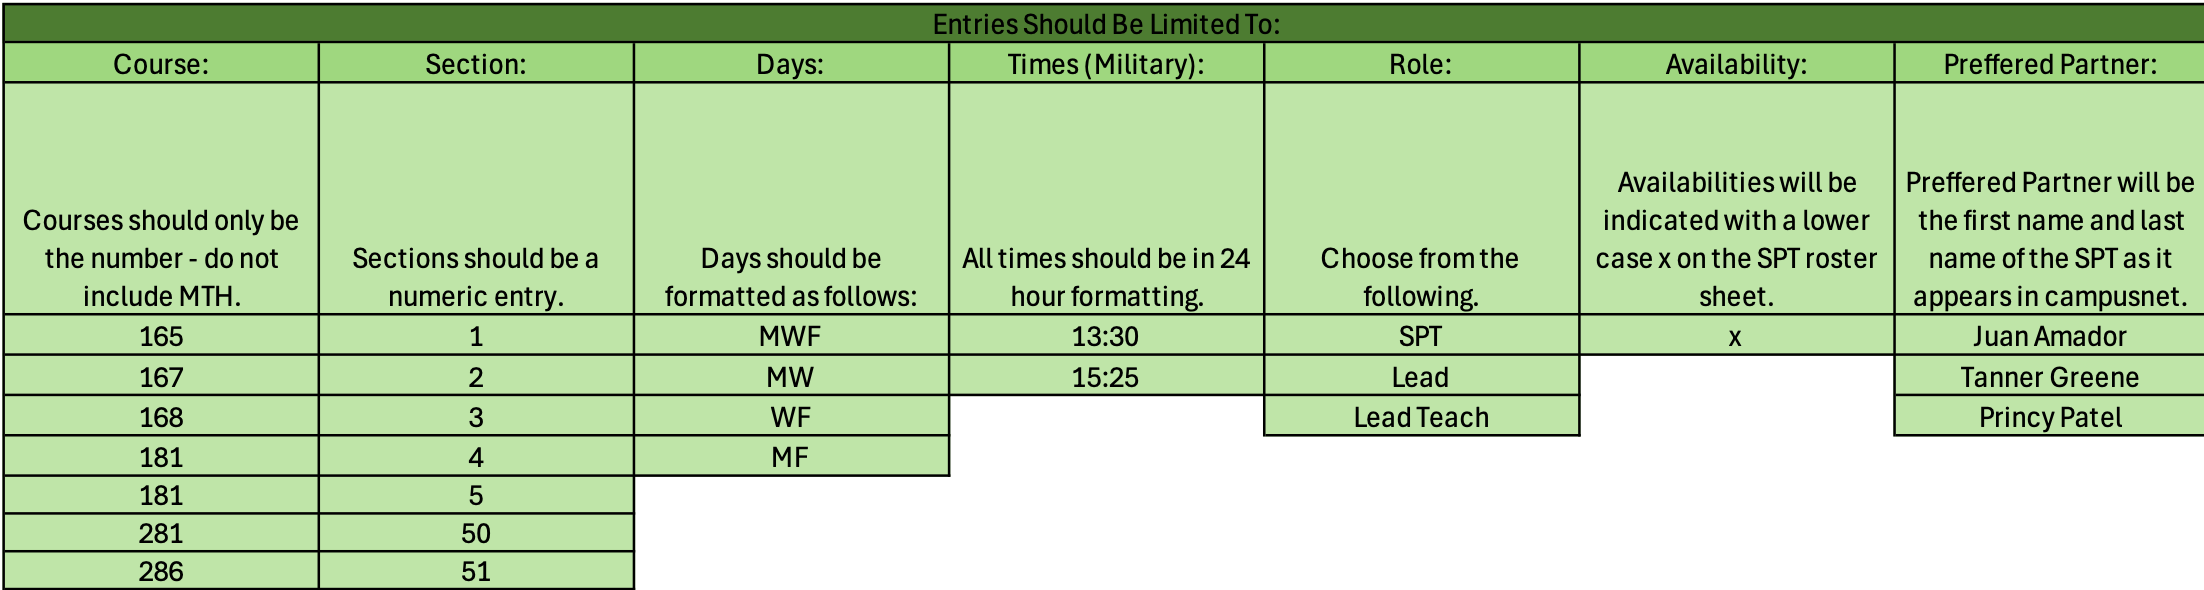 Entries Should Be Limited To:
Course: Section: Days: Times (Military): Role: Availability: Preffered Partner:
Courses should only be
the number - do not
include MTH.
Sections should be a
numeric entry.
Days should be
formatted as follows:
All times should be in 24
hour formatting.
Choose from the
following.
Availabilities will be
indicated with a lower
case x on the SPT roster
sheet.
Preffered Partner will be
the first name and last
name of the SPT as it
appears in campusnet.
165 1 MWF 13:30 SPT x Juan Amador
167 2 MW 15:25 Lead Tanner Greene
168 3 WF Lead Teach Princy Patel
181 4 MF
181 5
281 50
286 51